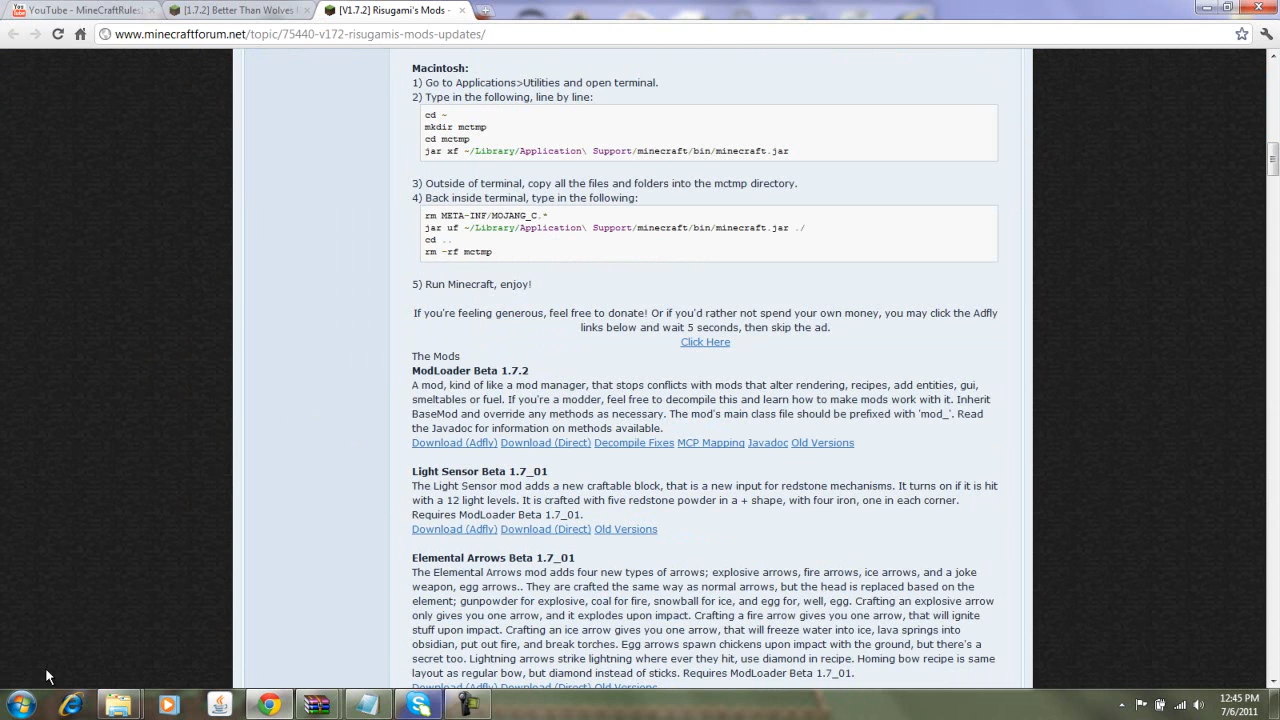 YouTube - MineCraftRules
[1.7.2] Better Than Wolves
[V1.7.2] Risugami's Mods -
www.minecraftforum.net/topic/75440-v172-risugamis-mods-updates/
Macintosh:
1) Go to Applications>Utilities and open terminal.
2) Type in the following, line by line:
cd ~
mkdir mctmp
cd mctmp
jar xf ~/Library/Application\ Support/minecraft/bin/minecraft.jar
3) Outside of terminal, copy all the files and folders into the mctmp directory.
4) Back inside terminal, type in the following:
rm META-INF/MOJANG_C.*
jar uf ~/Library/Application\ Support/minecraft/bin/minecraft.jar ./
cd ..
rm -rf mctmp
5) Run Minecraft, enjoy!
If you're feeling generous, feel free to donate! Or if you'd rather not spend your own money, you may click the Adfly
links below and wait 5 seconds, then skip the ad.
Click Here
The Mods
ModLoader Beta 1.7.2
A mod, kind of like a mod manager, that stops conflicts with mods that alter rendering, recipes, add entities, gui,
smeltables or fuel. If you're a modder, feel free to decompile this and learn how to make mods work with it. Inherit
BaseMod and override any methods as necessary. The mod's main class file should be prefixed with 'mod_'. Read
the Javadoc for information on methods available.
Download (Adfly) Download (Direct) Decompile Fixes MCP Mapping Javadoc Old Versions
Light Sensor Beta 1.7_01
The Light Sensor mod adds a new craftable block, that is a new input for redstone mechanisms. It turns on if it is hit
with a 12 light levels. It is crafted with five redstone powder in a + shape, with four iron, one in each corner.
Requires ModLoader Beta 1.7_01.
Download (Adfly) Download (Direct) Old Versions
Elemental Arrows Beta 1.7_01
The Elemental Arrows mod adds four new types of arrows; explosive arrows, fire arrows, ice arrows, and a joke
weapon, egg arrows.. They are crafted the same way as normal arrows, but the head is replaced based on the
element; gunpowder for explosive, coal for fire, snowball for ice, and egg for, well, egg. Crafting an explosive arrow
only gives you one arrow, and it explodes upon impact. Crafting a fire arrow gives you one arrow, that will ignite
stuff upon impact. Crafting an ice arrow gives you one arrow, that will freeze water into ice, lava springs into
obsidian, put out fire, and break torches. Egg arrows spawn chickens upon impact with the ground, but there's a
secret too. Lightning arrows strike lightning where ever they hit, use diamond in recipe. Homing bow recipe is same
layout as regular bow, but diamond instead of sticks. Requires ModLoader Beta 1.7_01.
Download (Adfly) Download (Direct) Old Versions
12:45 PM
7/6/2011